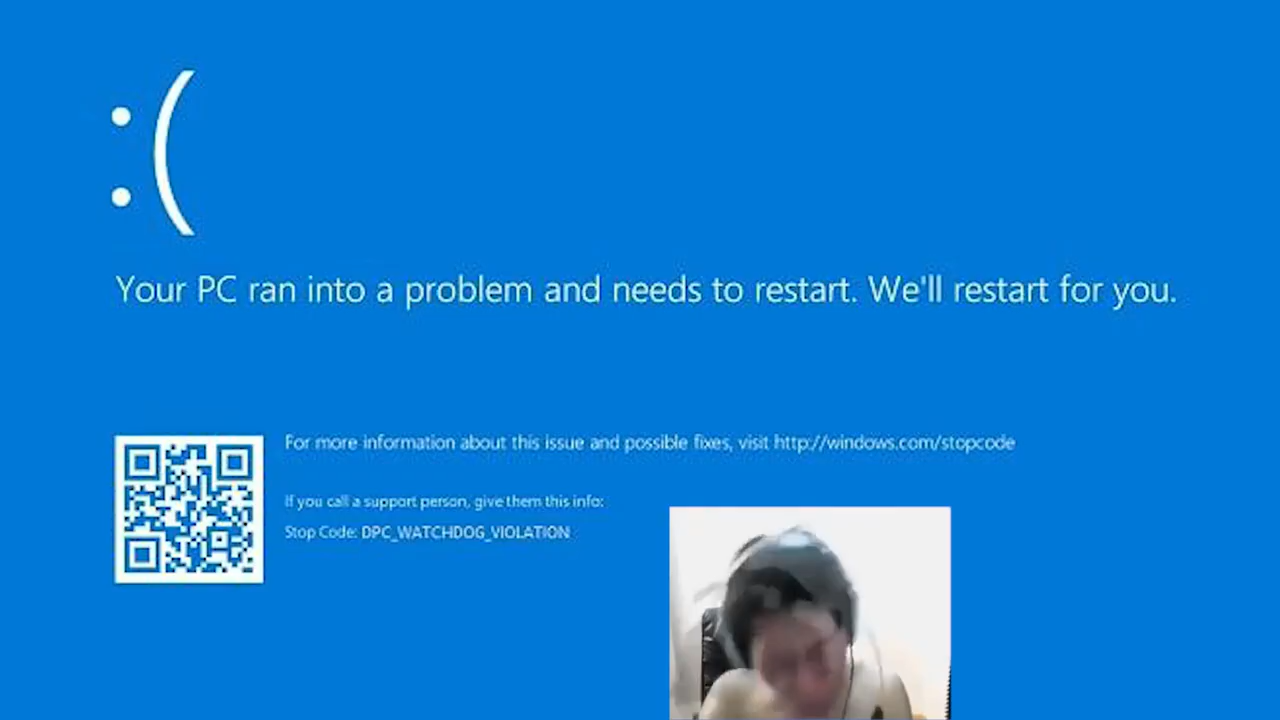 :(
Your PC ran into a problem and needs to restart. We'll restart for you.
For more information about this issue and possible fixes, visit http://windows.com/stopcode
If you call a support person, give them this info:
Stop Code: DPC_WATCHDOG_VIOLATION